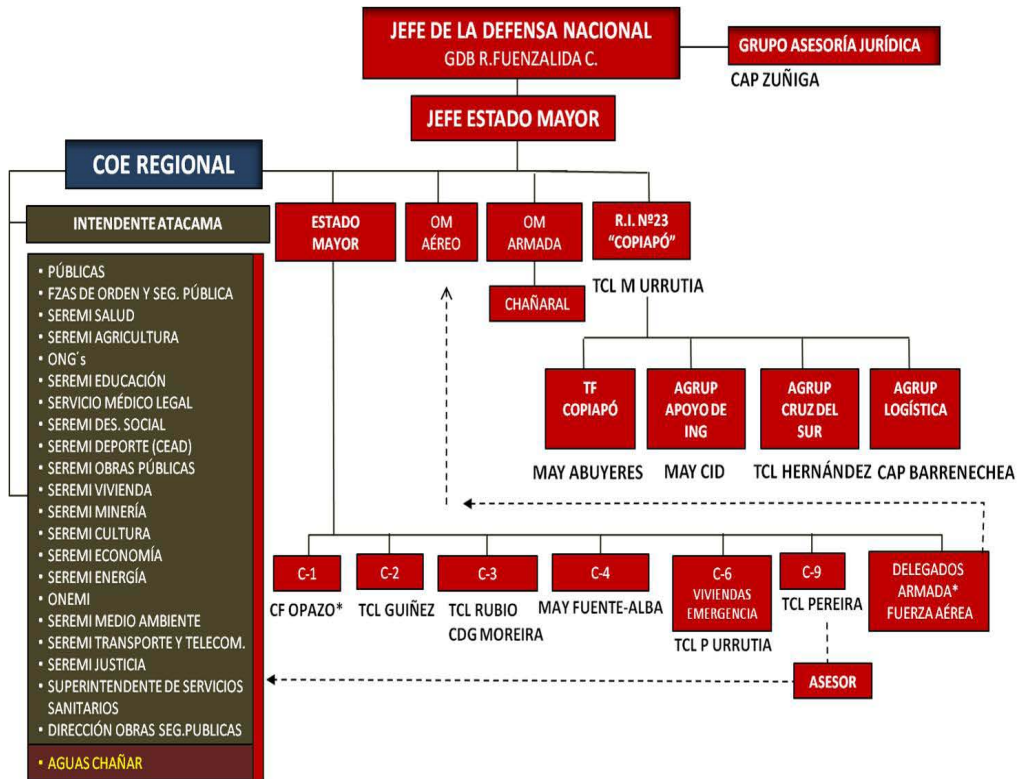 JEFE DE LA DEFENSA NACIONAL
GDB R.FUENZALIDA C.
GRUPO ASESORÍA JURÍDICA
CAP ZUÑIGA
JEFE ESTADO MAYOR
COE REGIONAL
INTENDENTE ATACAMA
• PÚBLICAS
• FZAS DE ORDEN Y SEG. PÚBLICA
• SEREMI SALUD
• SEREMI AGRICULTURA
• ONG´s
• SEREMI EDUCACIÓN
• SERVICIO MÉDICO LEGAL
• SEREMI DES. SOCIAL
• SEREMI DEPORTE (CEAD)
• SEREMI OBRAS PÚBLICAS
• SEREMI VIVIENDA
• SEREMI MINERÍA
• SEREMI CULTURA
• SEREMI ECONOMÍA
• SEREMI ENERGÍA
• ONEMI
• SEREMI MEDIO AMBIENTE
• SEREMI TRANSPORTE Y TELECOM.
• SEREMI JUSTICIA
• SUPERINTENDENTE DE SERVICIOS
SANITARIOS
• DIRECCIÓN OBRAS SEG.PUBLICAS
• AGUAS CHAÑAR
ESTADO
MAYOR
OM
AÉREO
OM
ARMADA
CHAÑARAL
R.I. Nº23
“COPIAPÓ”
TCL M URRUTIA
TF
COPIAPÓ
MAY ABUYERES
AGRUP
APOYO DE
ING
MAY CID
AGRUP
CRUZ DEL
SUR
TCL HERNÁNDEZ
AGRUP
LOGÍSTICA
CAP BARRENECHEA
C-1
CF OPAZO*
C-2
TCL GUIÑEZ
C-3
TCL RUBIO
CDG MOREIRA
C-4
MAY FUENTE-ALBA
C-6
VIVIENDAS
EMERGENCIA
TCL P URRUTIA
C-9
TCL PEREIRA
DELEGADOS
ARMADA*
FUERZA AÉREA
ASESOR